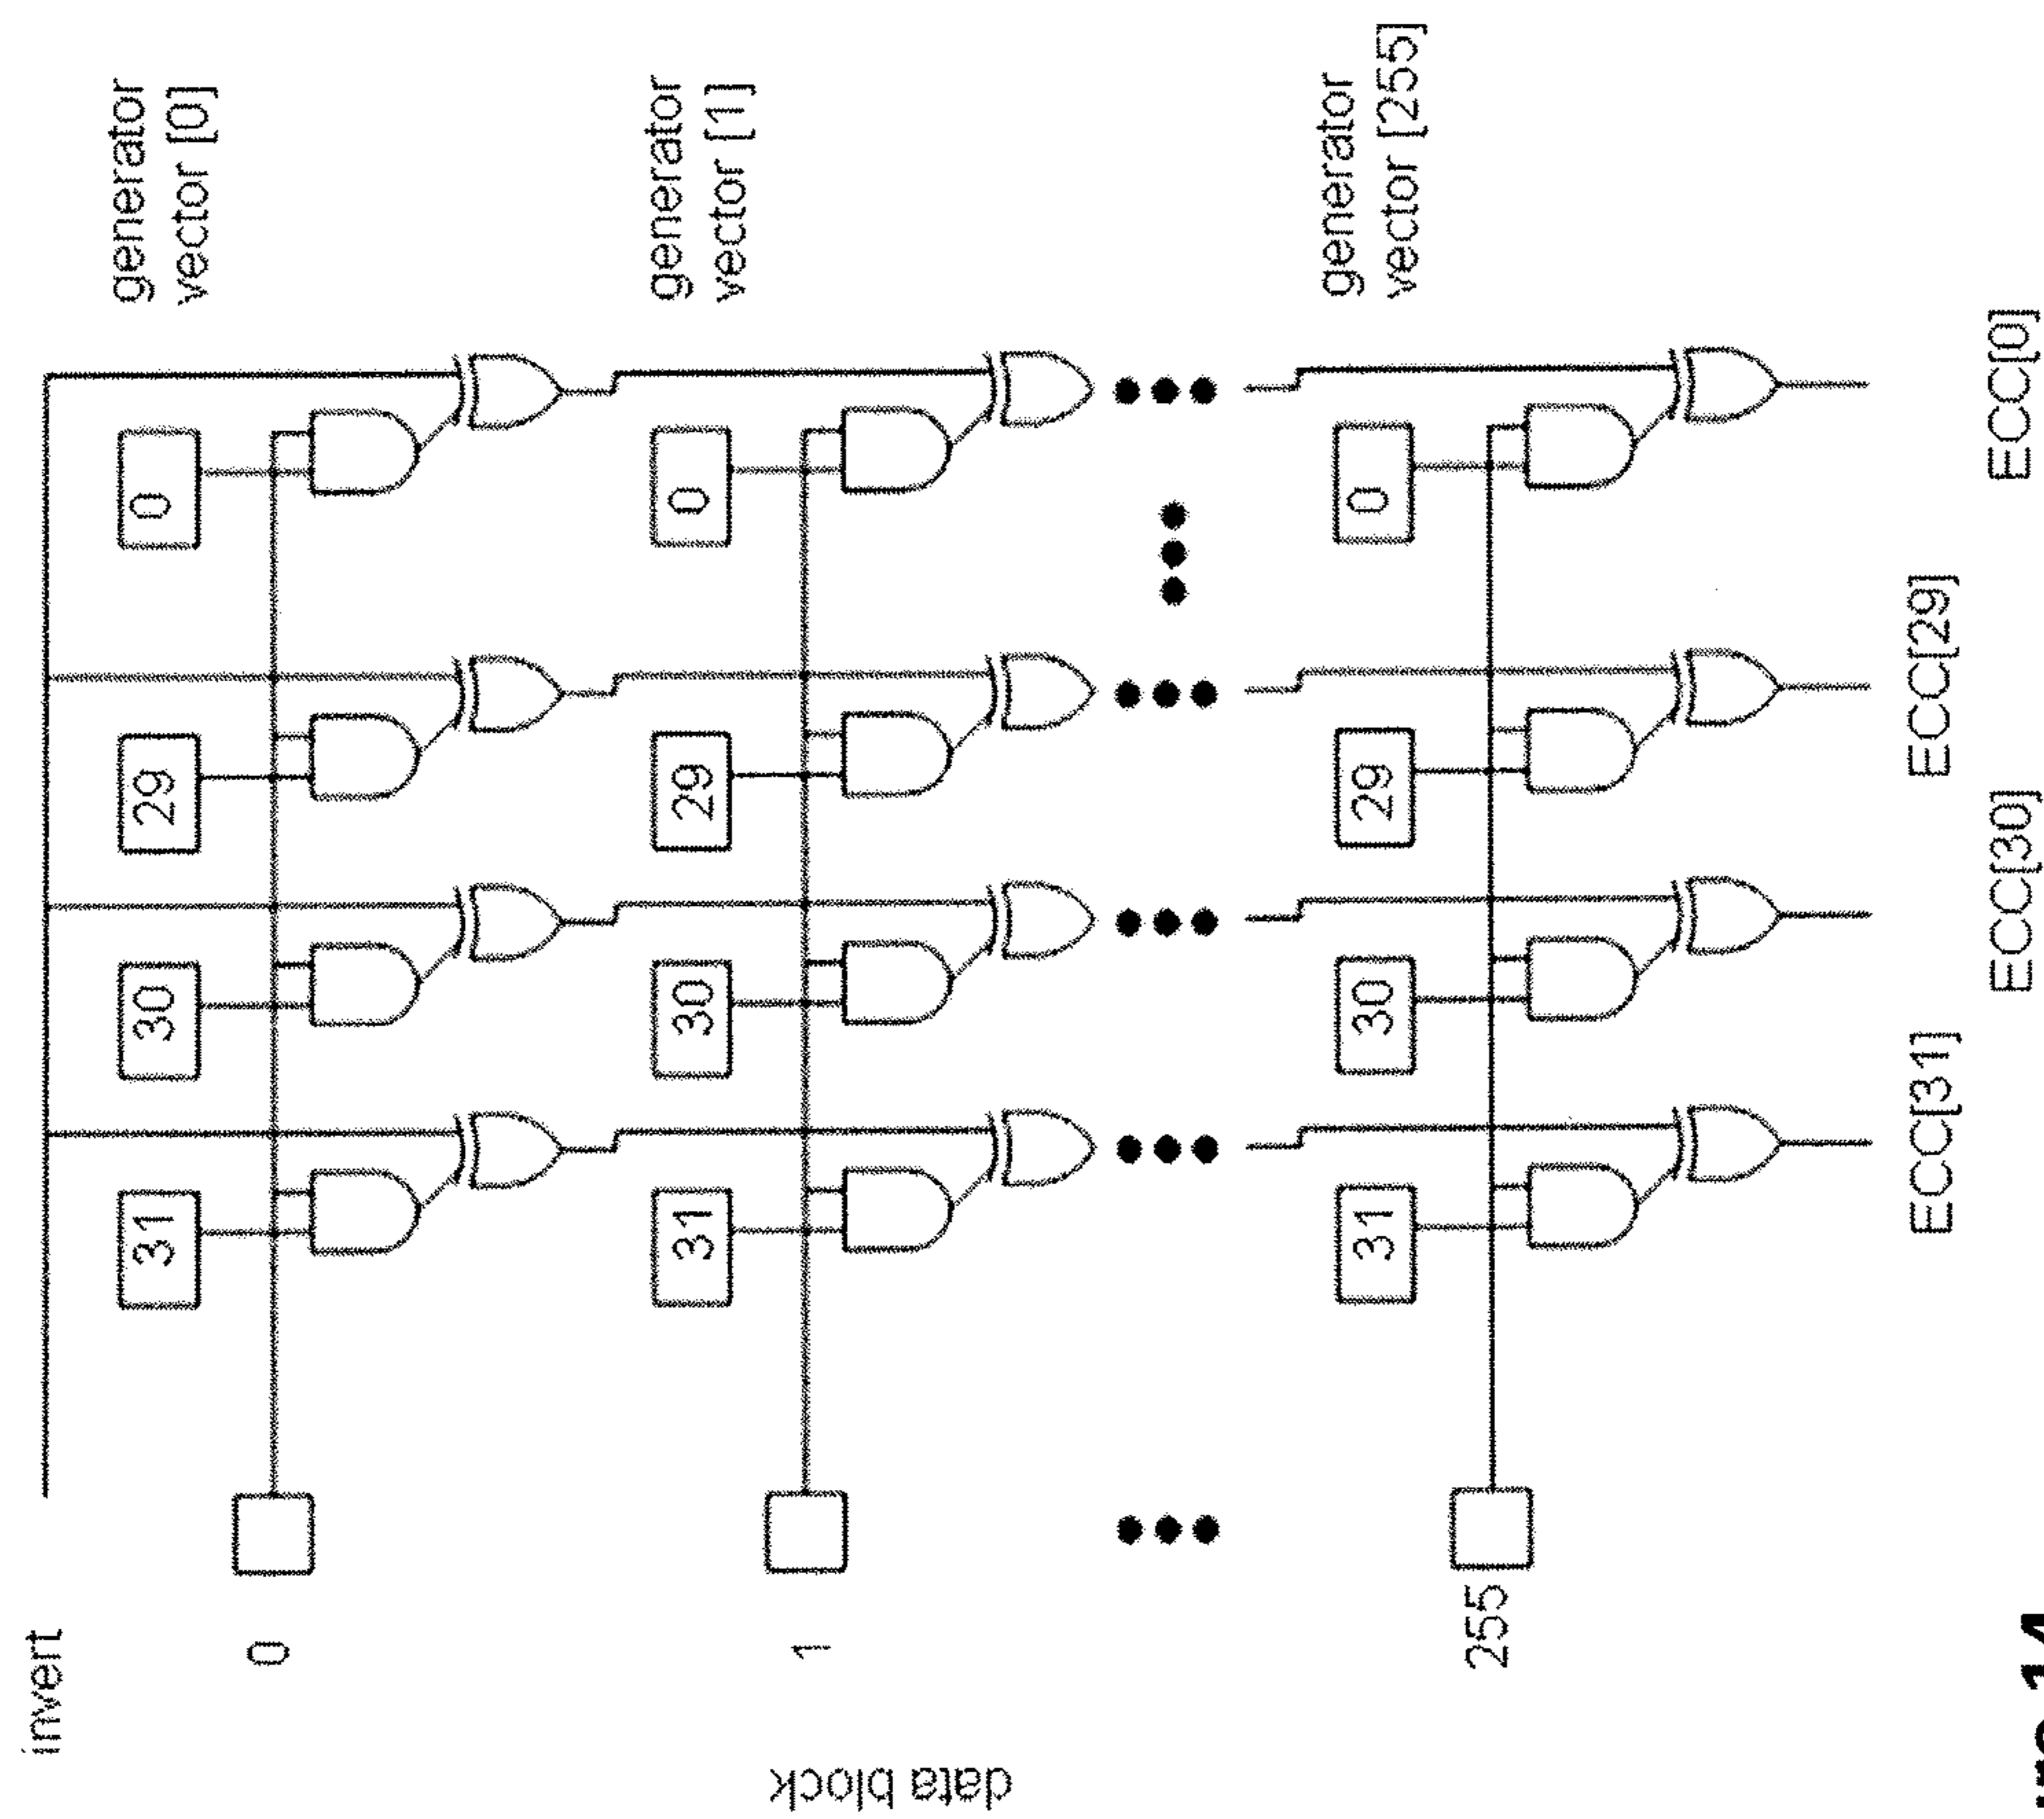 invert
generator
vector [0]
0
31
30
29
0
generator
vector [1]
1
31
30
29
0
data block
generator
vector [255]
255
31
30
29
0
ECC[31]
ECC[30]
ECC[29]
ECC[0]